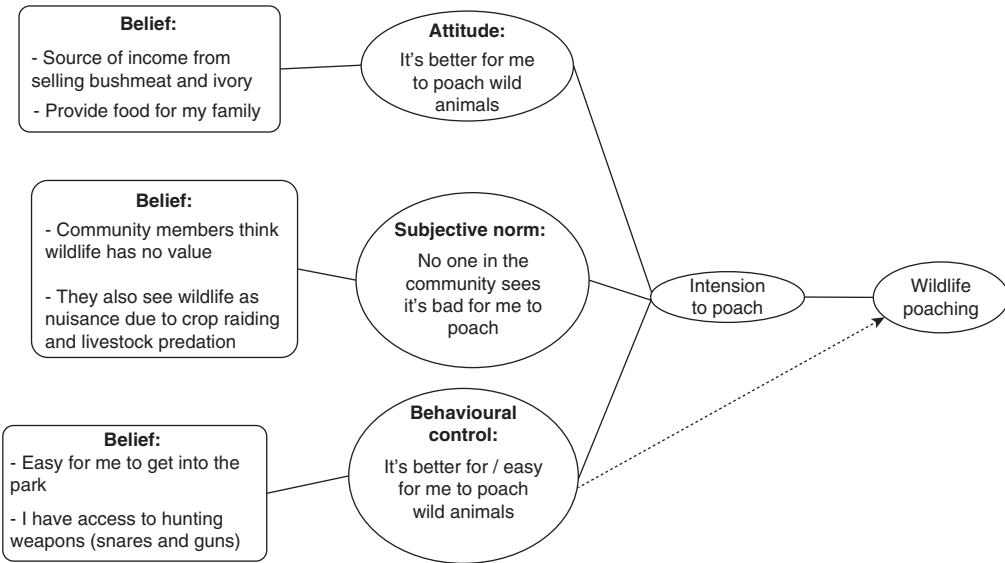 Belief:
- Source of income from
selling bushmeat and ivory
- Provide food for my family
Attitude:
It's better for me
to poach wild
animals
Belief:
- Community members think
wildlife has no value
- They also see wildlife as
nuisance due to crop raiding
and livestock predation
Subjective norm:
No one in the
community sees
it's bad for me to
poach
Intension
to poach
Wildlife
poaching
Belief:
- Easy for me to get into the
park
- I have access to hunting
weapons (snares and guns)
Behavioural
control:
It's better for / easy
for me to poach
wild animals